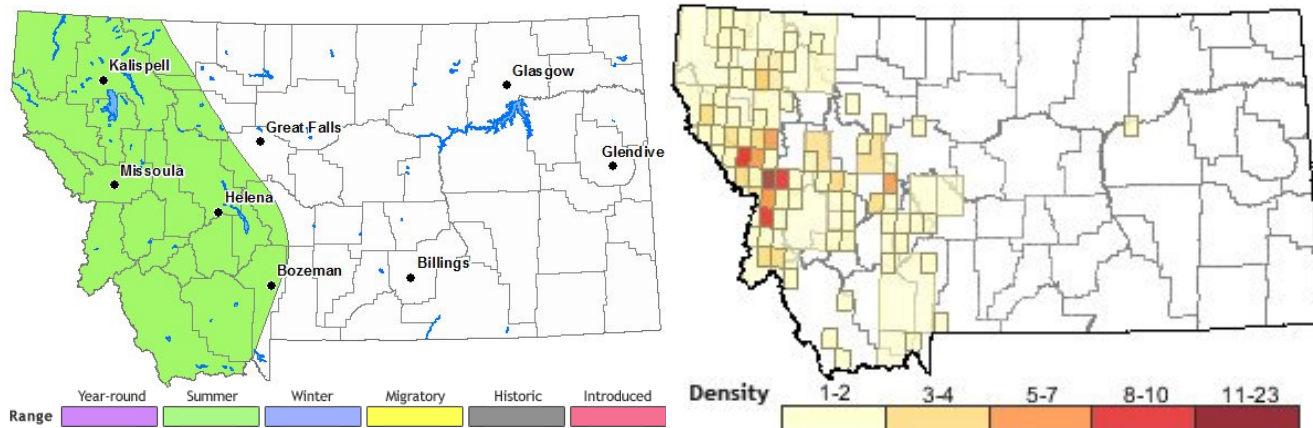 Kalispell
Glasgow
Great Falls
Glendive
Missoula
Helena
Bozeman
Billings
Year-round Summer Winter Migratory Historic Introduced
Range
Density 1-2 3-4 5-7 8-10 11-23